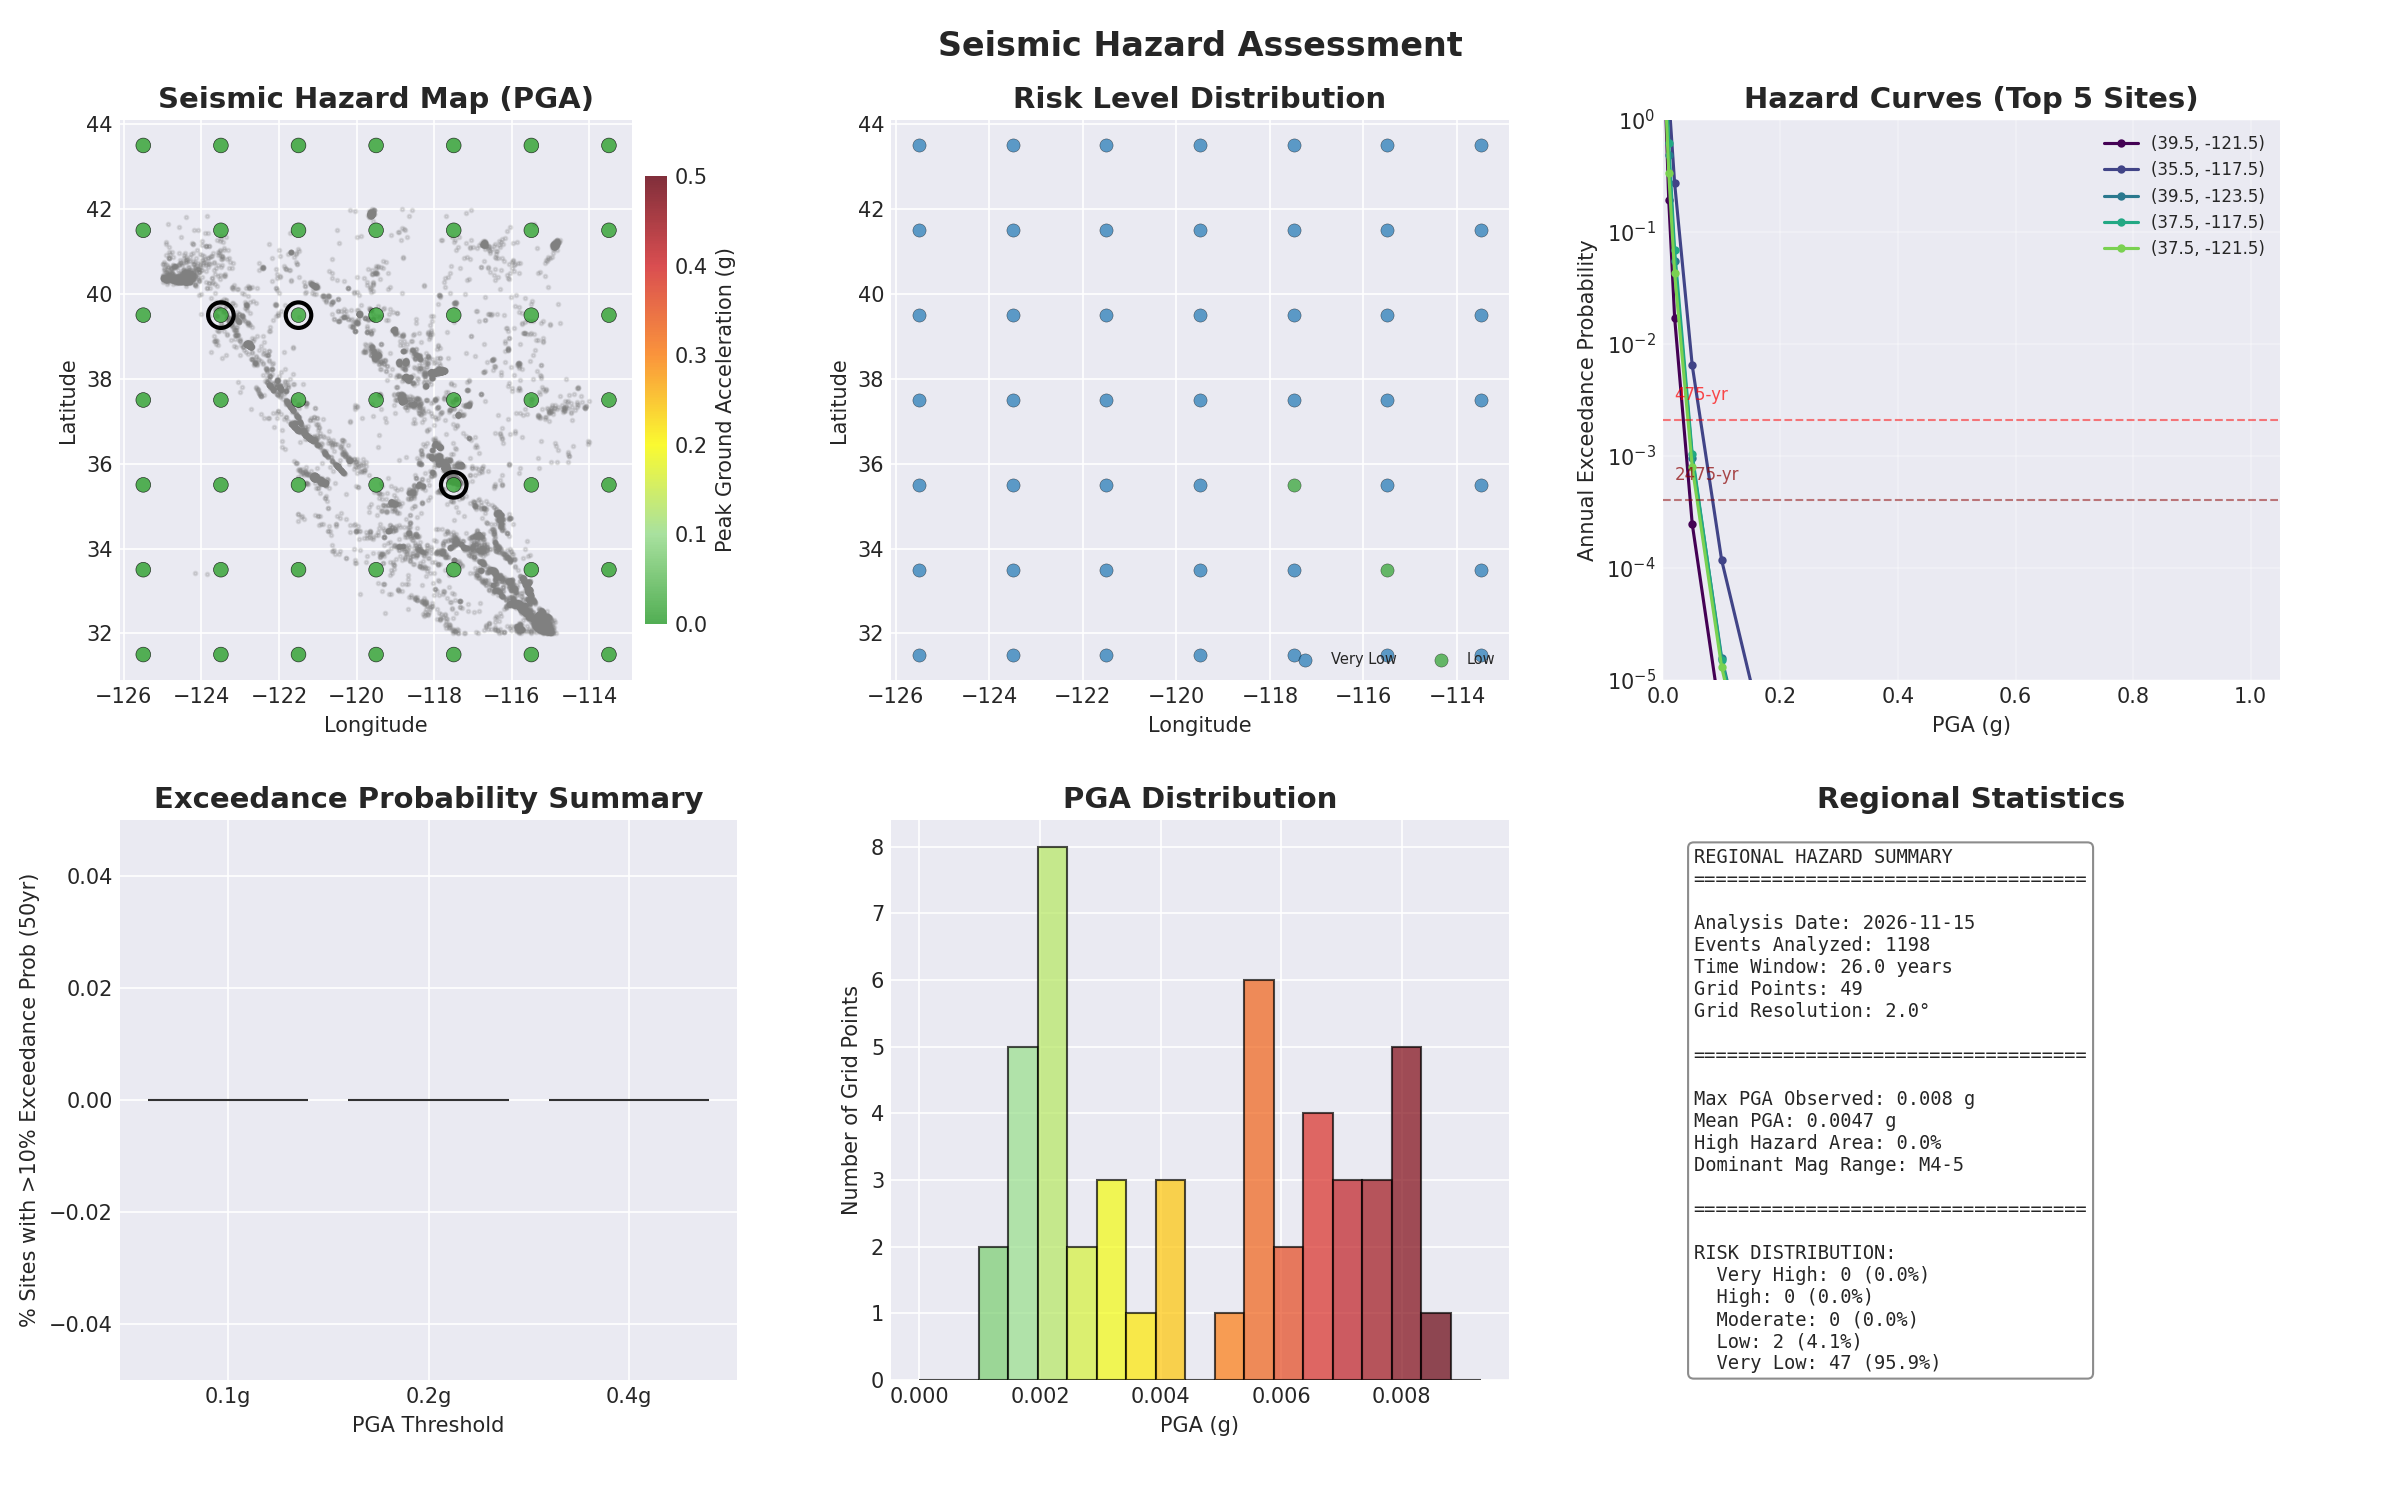 Seismic Hazard Assessment
Seismic Hazard Map (PGA)
44
42
40
38
36
34
32
Latitude
−126
−124
−122
−120
−118
−116
−114
Longitude
0.5
0.4
0.3
0.2
0.1
0.0
Peak Ground Acceleration (g)
Risk Level Distribution
44
42
40
38
36
34
32
Latitude
Very Low
Low
−126
−124
−122
−120
−118
−116
−114
Longitude
Hazard Curves (Top 5 Sites)
10⁰
10⁻¹
10⁻²
10⁻³
10⁻⁴
10⁻⁵
Annual Exceedance Probability
(39.5, -121.5)
(35.5, -117.5)
(39.5, -123.5)
(37.5, -117.5)
(37.5, -121.5)
475-yr
2475-yr
0.0
0.2
0.4
0.6
0.8
1.0
PGA (g)
Exceedance Probability Summary
0.04
0.02
0.00
−0.02
−0.04
% Sites with >10% Exceedance Prob (50yr)
0.1g
0.2g
0.4g
PGA Threshold
PGA Distribution
8
7
6
5
4
3
2
1
0
Number of Grid Points
0.000
0.002
0.004
0.006
0.008
PGA (g)
Regional Statistics
REGIONAL HAZARD SUMMARY
===================================
Analysis Date: 2026-11-15
Events Analyzed: 1198
Time Window: 26.0 years
Grid Points: 49
Grid Resolution: 2.0°
===================================
Max PGA Observed: 0.008 g
Mean PGA: 0.0047 g
High Hazard Area: 0.0%
Dominant Mag Range: M4-5
===================================
RISK DISTRIBUTION:
Very High: 0 (0.0%)
High: 0 (0.0%)
Moderate: 0 (0.0%)
Low: 2 (4.1%)
Very Low: 47 (95.9%)